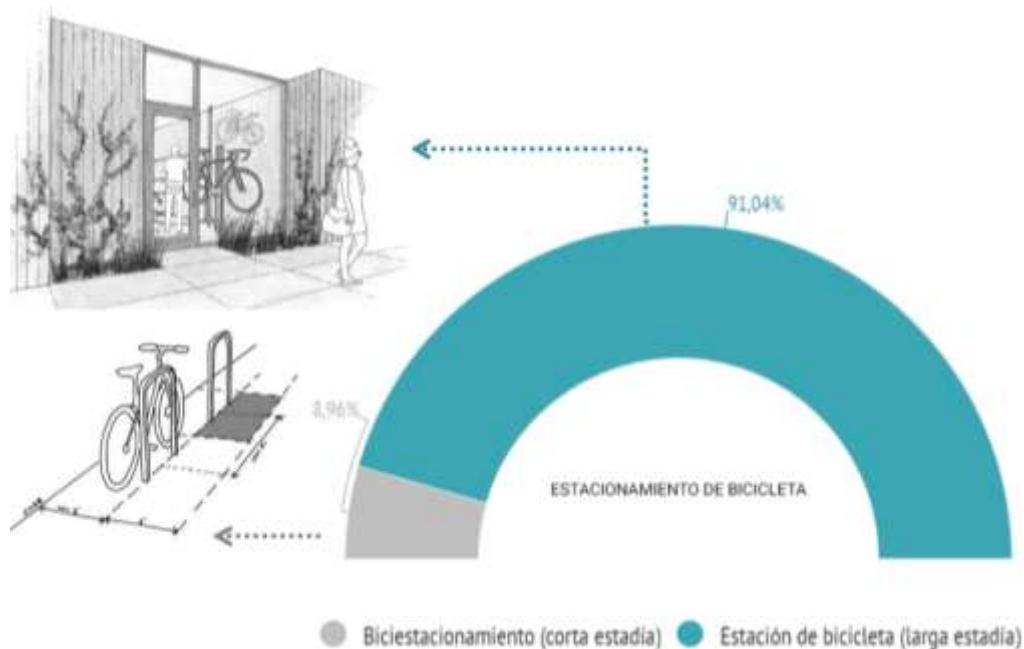 91,04%
8,96%
ESTACIONAMIENTO DE BICICLETA
Biciestacionamiento (corta estadía)
Estación de bicicleta (larga estadía)